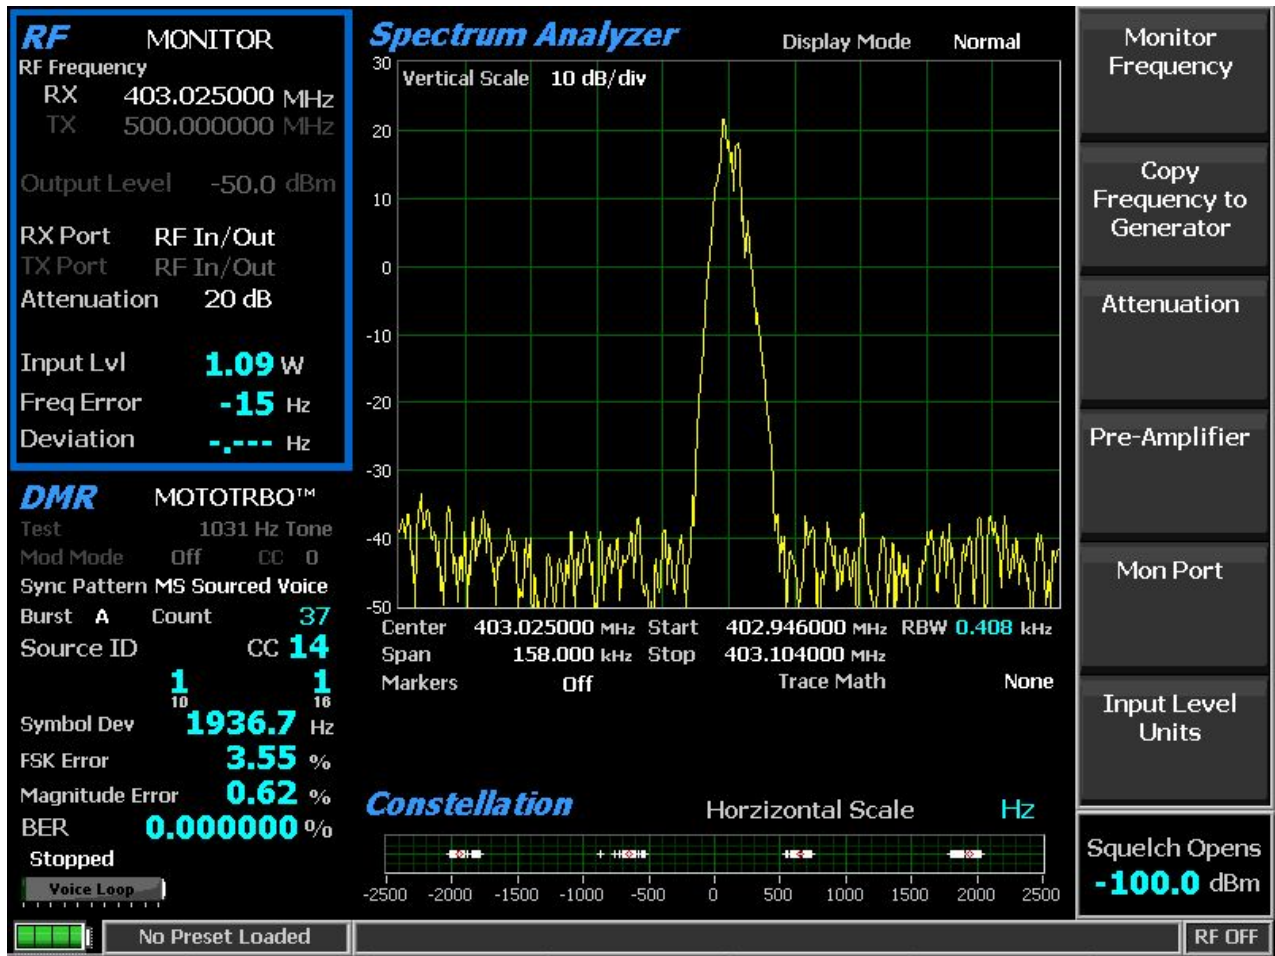 RF MONITOR
RF Frequency
RX 403.025000 MHz
TX 500.000000 MHz
Output Level -50.0 dBm
RX Port RF In/Out
TX Port RF In/Out
Attenuation 20 dB
Input Lvl 1.09 W
Freq Error -15 Hz
Deviation -.--- Hz
DMR MOTOTRBO™
Test 1031 Hz Tone
Mod Mode Off CC 0
Sync Pattern MS Sourced Voice
Burst A Count 37
Source ID CC 14
1 1
10 16
Symbol Dev 1936.7 Hz
FSK Error 3.55 %
Magnitude Error 0.62 %
BER 0.000000 %
Stopped
Voice Loop
Spectrum Analyzer Display Mode Normal
Vertical Scale 10 dB/div
30
20
10
0
-10
-20
-30
-40
-50
Center 403.025000 MHz Start 402.946000 MHz RBW 0.408 kHz
Span 158.000 kHz Stop 403.104000 MHz
Markers Off Trace Math None
Constellation Horzizontal Scale Hz
-2500 -2000 -1500 -1000 -500 0 500 1000 1500 2000 2500
Monitor
Frequency
Copy
Frequency to
Generator
Attenuation
Pre-Amplifier
Mon Port
Input Level
Units
Squelch Opens
-100.0 dBm
No Preset Loaded
RF OFF